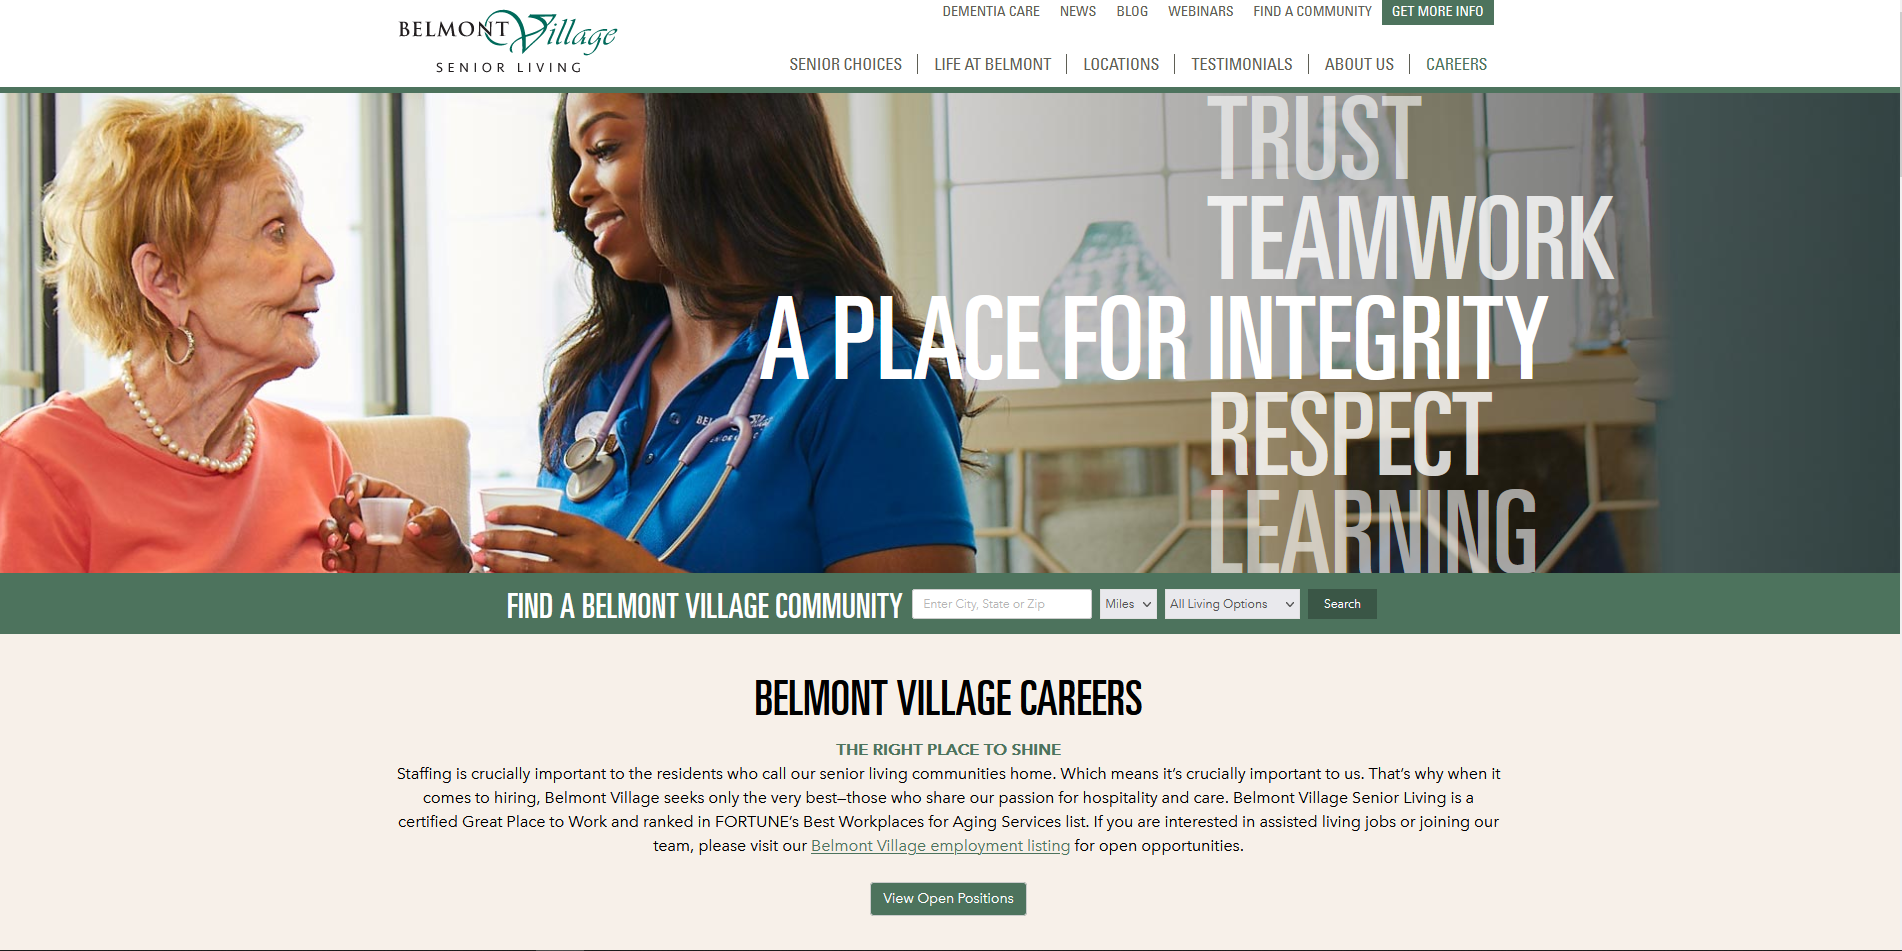 BELMONT Village
SENIOR LIVING
DEMENTIA CARE NEWS BLOG WEBINARS FIND A COMMUNITY GET MORE INFO
SENIOR CHOICES LIFE AT BELMONT LOCATIONS TESTIMONIALS ABOUT US CAREERS
TRUST
TEAMWORK
A PLACE FOR INTEGRITY
RESPECT
LEARNING
BELMONT Village
FIND A BELMONT VILLAGE COMMUNITY Enter City, State or Zip Miles All Living Options Search
BELMONT VILLAGE CAREERS
THE RIGHT PLACE TO SHINE
Staffing is crucially important to the residents who call our senior living communities home. Which means it's crucially important to us. That's why when it
comes to hiring, Belmont Village seeks only the very best—those who share our passion for hospitality and care. Belmont Village Senior Living is a
certified Great Place to Work and ranked in FORTUNE's Best Workplaces for Aging Services list. If you are interested in assisted living jobs or joining our
team, please visit our Belmont Village employment listing for open opportunities.
View Open Positions